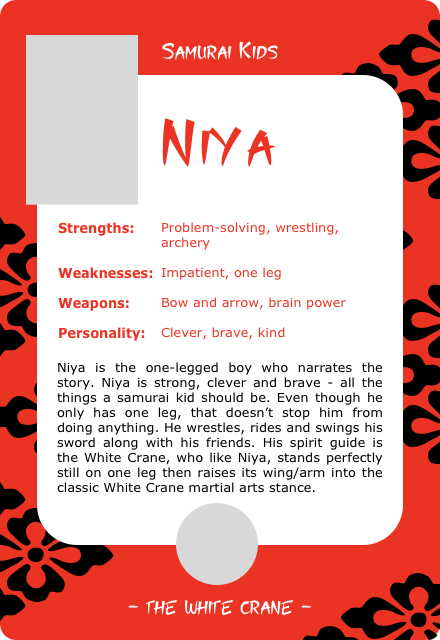 Samurai Kids
Niya
Strengths: Problem-solving, wrestling,
archery
Weaknesses: Impatient, one leg
Weapons: Bow and arrow, brain power
Personality: Clever, brave, kind
Niya is the one-legged boy who narrates the
story. Niya is strong, clever and brave - all the
things a samurai kid should be. Even though he
only has one leg, that doesn’t stop him from
doing anything. He wrestles, rides and swings his
sword along with his friends. His spirit guide is
the White Crane, who like Niya, stands perfectly
still on one leg then raises its wing/arm into the
classic White Crane martial arts stance.
– THE WHITE CRANE –